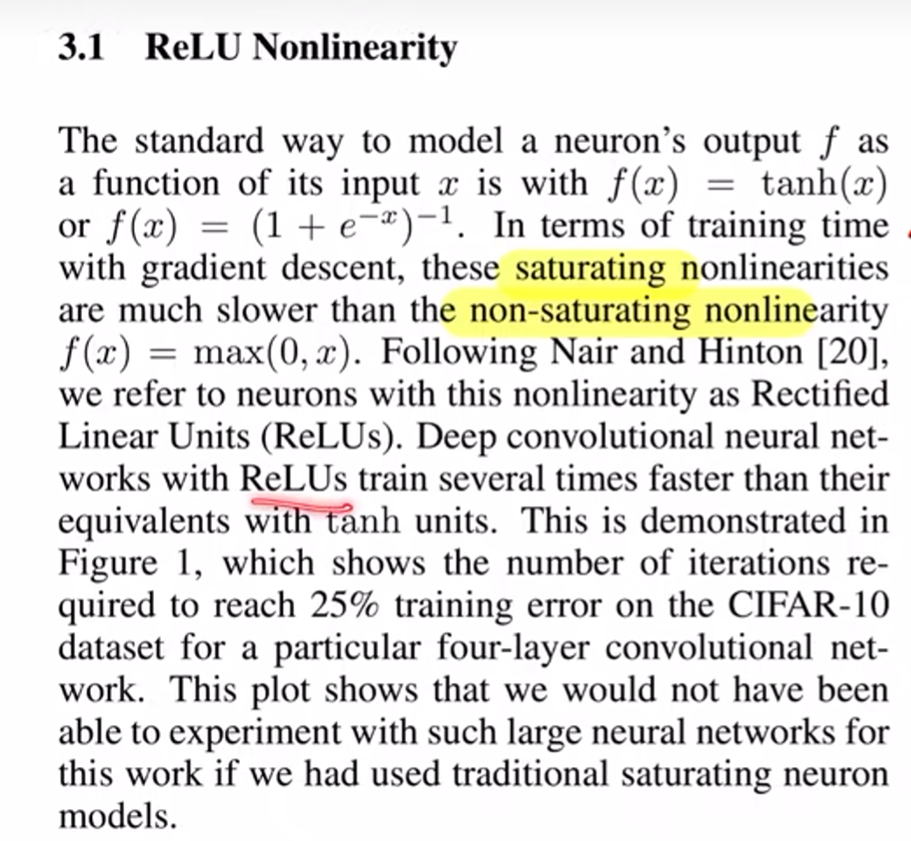 3.1 ReLU Nonlinearity
The standard way to model a neuron's output f as
a function of its input x is with f(x) = tanh(x)
or f(x) = (1 + e⁻ˣ)⁻¹. In terms of training time
with gradient descent, these saturating nonlinearities
are much slower than the non-saturating nonlinearity
f(x) = max(0, x). Following Nair and Hinton [20],
we refer to neurons with this nonlinearity as Rectified
Linear Units (ReLUs). Deep convolutional neural net-
works with ReLUs train several times faster than their
equivalents with tanh units. This is demonstrated in
Figure 1, which shows the number of iterations re-
quired to reach 25% training error on the CIFAR-10
dataset for a particular four-layer convolutional net-
work. This plot shows that we would not have been
able to experiment with such large neural networks for
this work if we had used traditional saturating neuron
models.